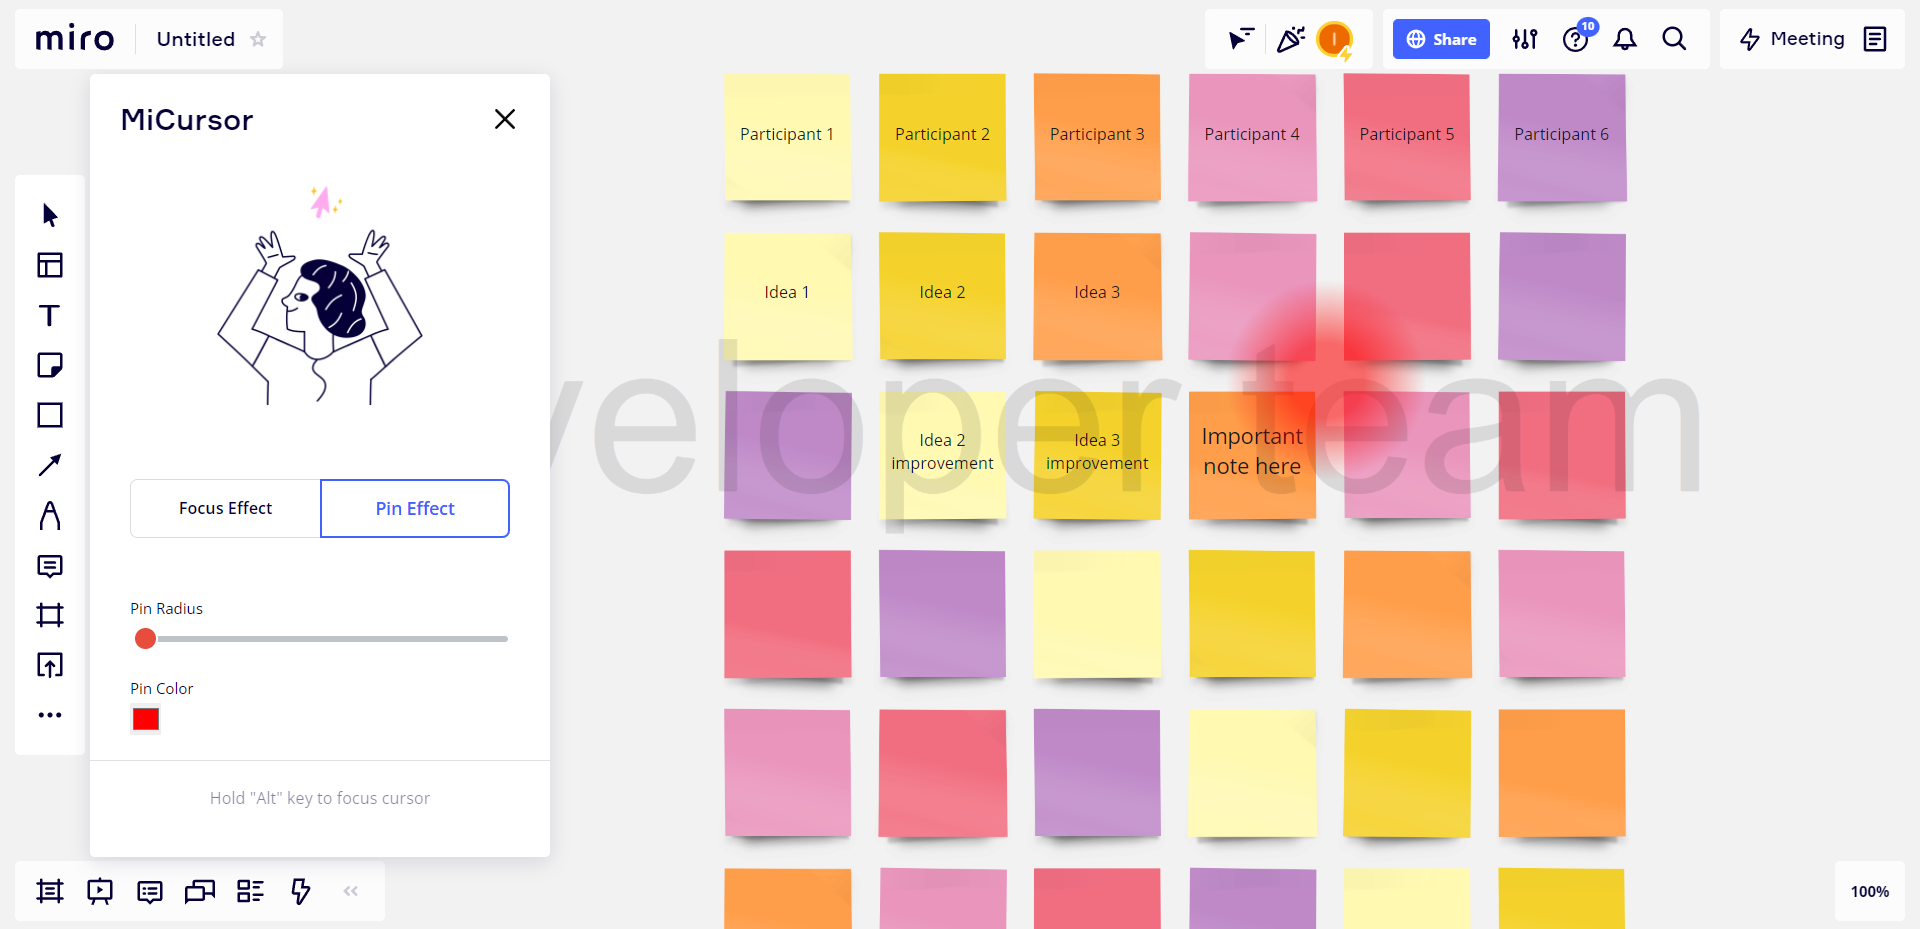 miro
Untitled
10
I
Share
Meeting
MiCursor
Focus Effect
Pin Effect
Pin Radius
Pin Color
Hold "Alt" key to focus cursor
Participant 1
Participant 2
Participant 3
Participant 4
Participant 5
Participant 6
Idea 1
Idea 2
Idea 3
Idea 2
improvement
Idea 3
improvement
Important
note here
veloper team
100%